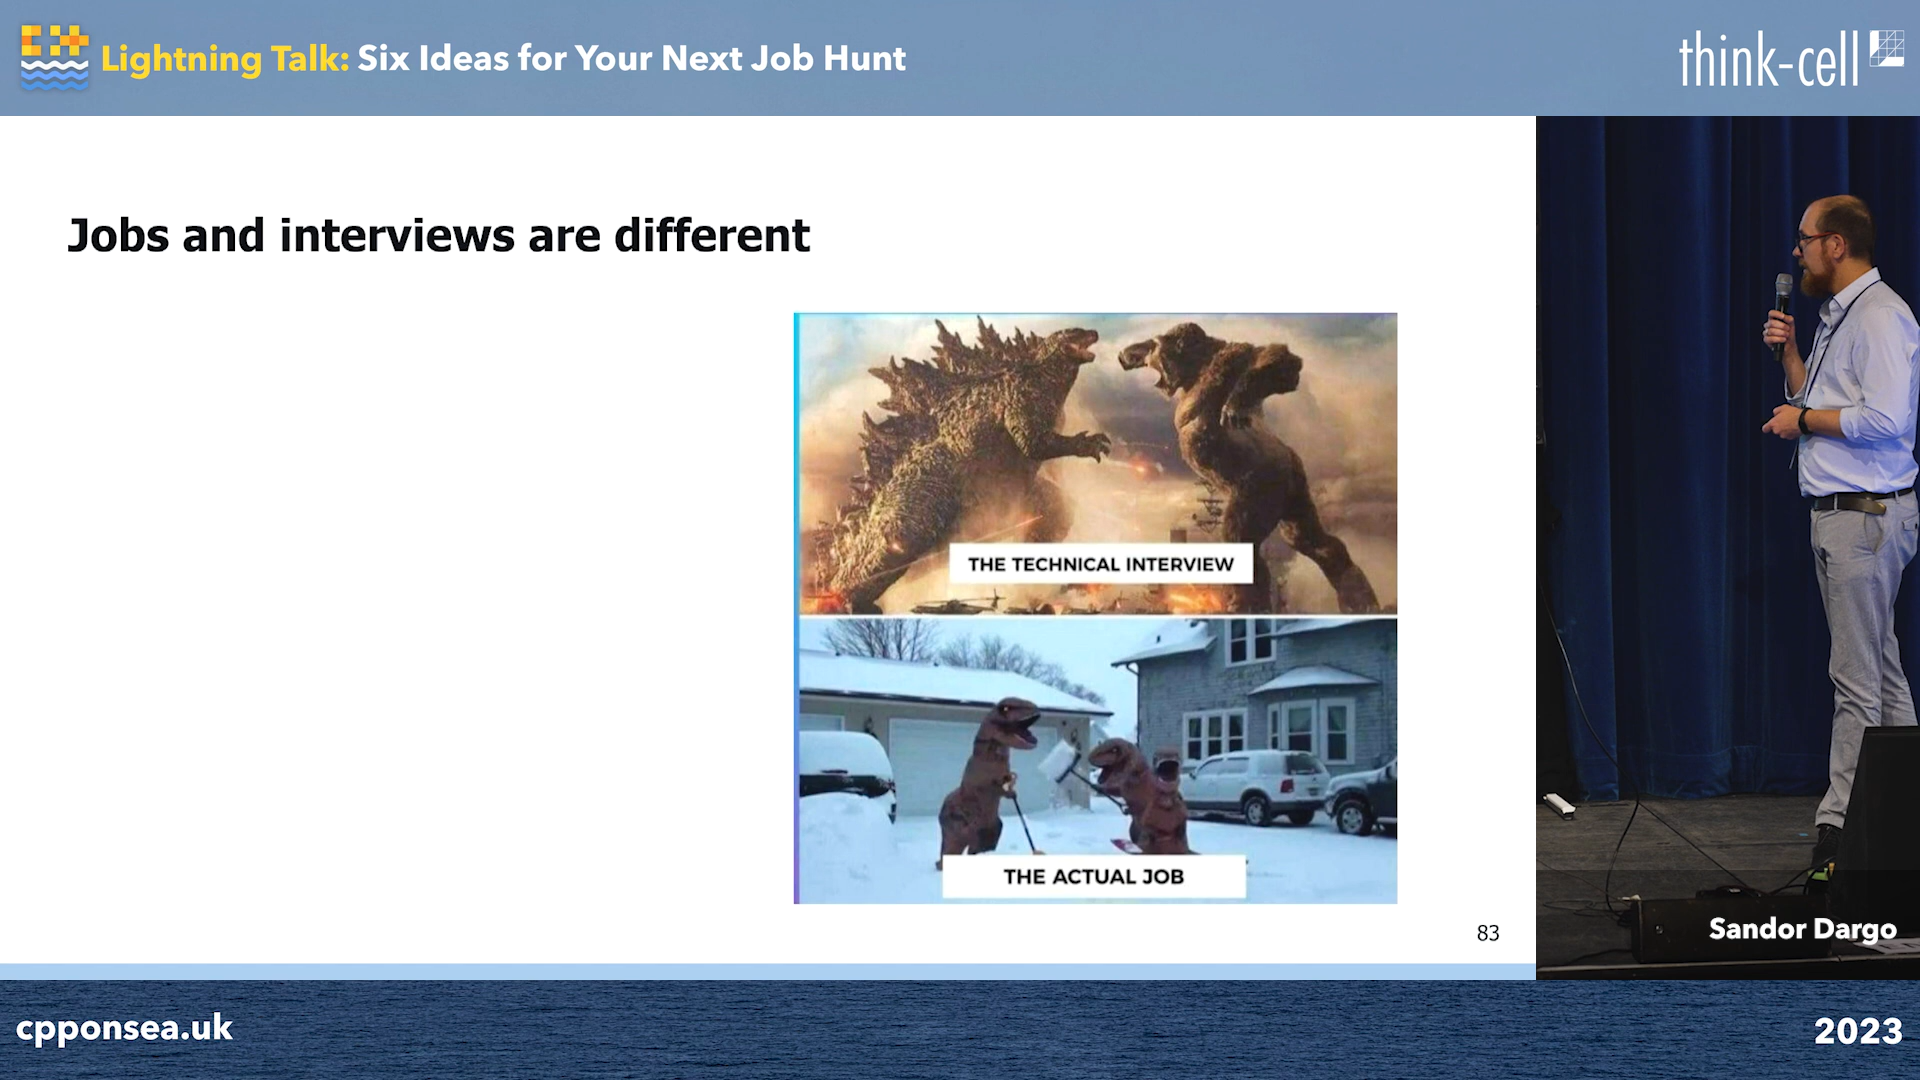 Lightning Talk: Six Ideas for Your Next Job Hunt
think-cell
Jobs and interviews are different
THE TECHNICAL INTERVIEW
THE ACTUAL JOB
83
Sandor Dargo
cpponsea.uk
2023